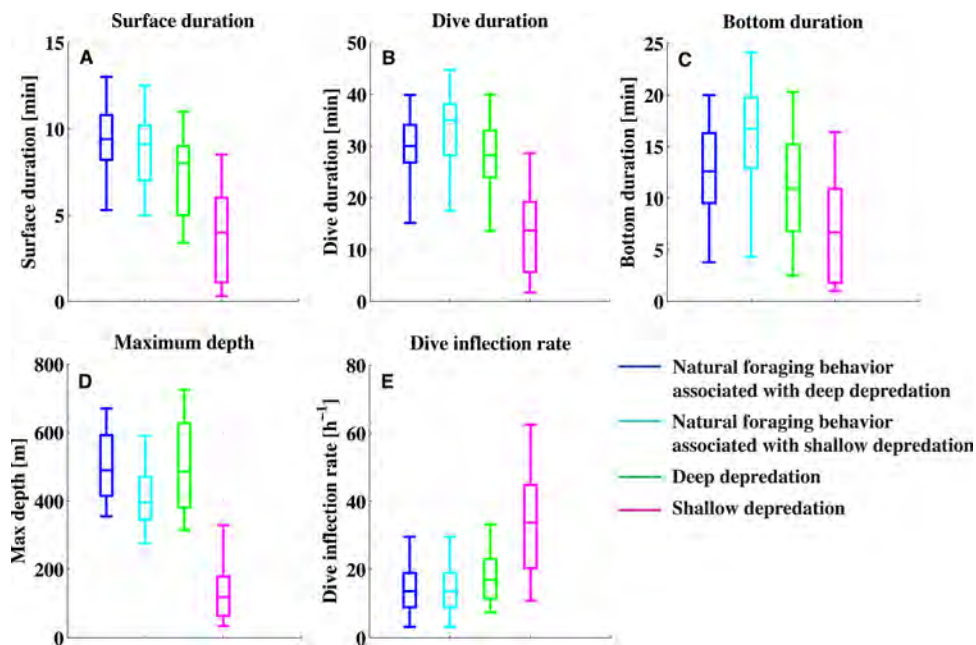 Surface duration
A
Surface duration [min]
15
10
5
0
Dive duration
B
Dive duration [min]
50
40
30
20
10
0
Bottom duration
C
Bottom duration [min]
25
20
15
10
5
0
Maximum depth
D
Max depth [m]
800
600
400
200
0
Dive inflection rate
E
Dive inflection rate [h⁻¹]
80
60
40
20
0
Natural foraging behavior
associated with deep depredation
Natural foraging behavior
associated with shallow depredation
Deep depredation
Shallow depredation